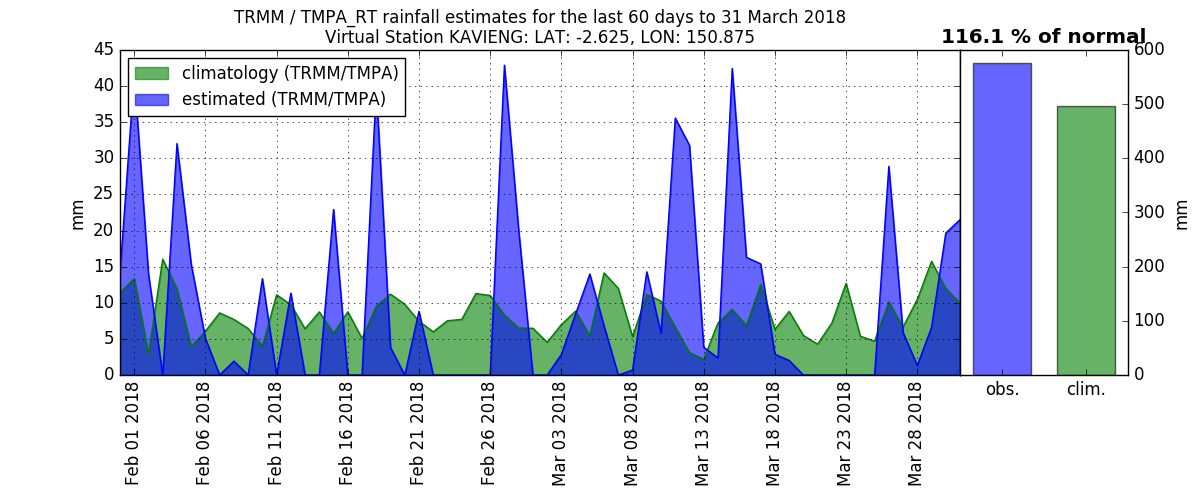 TRMM / TMPA_RT rainfall estimates for the last 60 days to 31 March 2018
Virtual Station KAVIENG: LAT: -2.625, LON: 150.875
116.1 % of normal
climatology (TRMM/TMPA)
estimated (TRMM/TMPA)
mm
45
40
35
30
25
20
15
10
5
0
Feb 01 2018
Feb 06 2018
Feb 11 2018
Feb 16 2018
Feb 21 2018
Feb 26 2018
Mar 03 2018
Mar 08 2018
Mar 13 2018
Mar 18 2018
Mar 23 2018
Mar 28 2018
obs.
clim.
600
500
400
300
200
100
0
mm